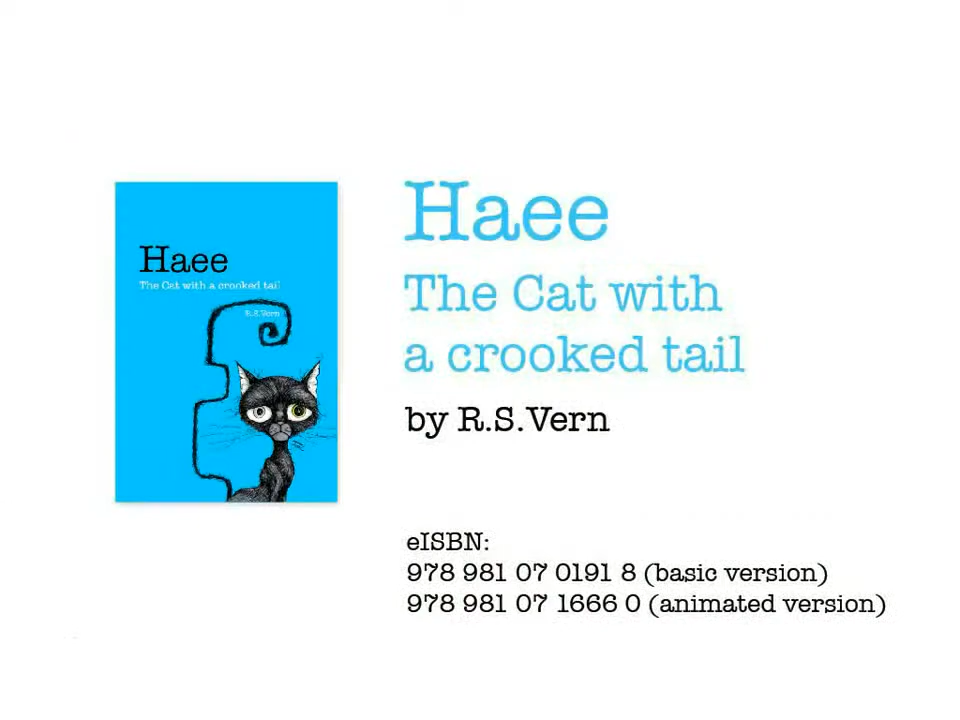 Haee
The Cat with a crooked tail
R.S.Vern
Haee
The Cat with
a crooked tail
by R.S.Vern
eISBN:
978 981 07 0191 8 (basic version)
978 981 07 1666 0 (animated version)